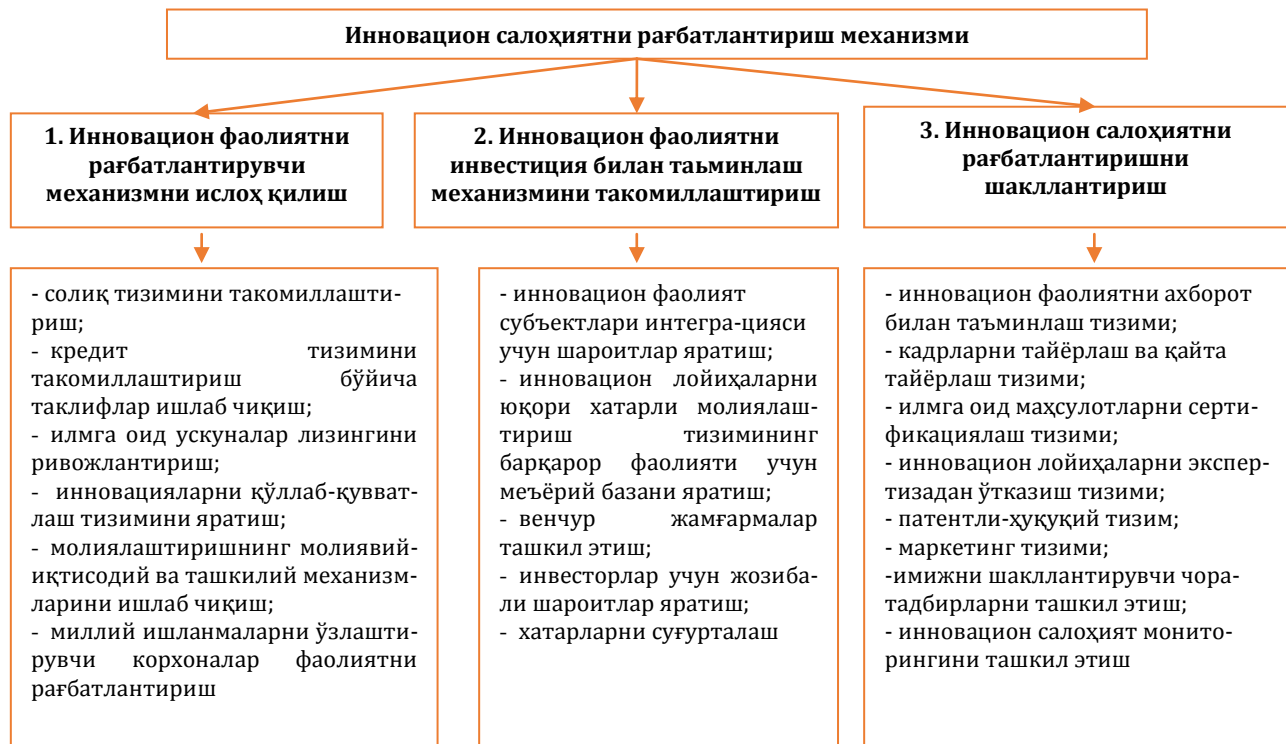 Инновацион салоҳиятни рағбатлантириш механизми
1. Инновацион фаолиятни
рағбатлантирувчи
механизмни ислоҳ қилиш
2. Инновацион фаолиятни
инвестиция билан таьминлаш
механизмини такомиллаштириш
3. Инновацион салоҳиятни
рағбатлантиришни
шакллантириш
- солиқ тизимини такомиллашти-
риш;
- кредит тизимини
такомиллаштириш бўйича
таклифлар ишлаб чиқиш;
- илмга оид ускуналар лизингини
ривожлантириш;
- инновацияларни қўллаб-қувват-
лаш тизимини яратиш;
- молиялаштиришнинг молиявий-
иқтисодий ва ташкилий механизм-
ларини ишлаб чиқиш;
- миллий ишланмаларни ўзлашти-
рувчи корхоналар фаолиятни
рағбатлантириш
- инновацион фаолият
субъектлари интегра-цияси
учун шароитлар яратиш;
- инновацион лойиҳаларни
юқори хатарли молиялаш-
тириш тизимининг
барқарор фаолияти учун
меъёрий базани яратиш;
- венчур жамғармалар
ташкил этиш;
- инвесторлар учун жозиба-
ли шароитлар яратиш;
- хатарларни суғурталаш
- инновацион фаолиятни ахборот
билан таъминлаш тизими;
- кадрларни тайёрлаш ва қайта
тайёрлаш тизими;
- илмга оид маҳсулотларни серти-
фикациялаш тизими;
- инновацион лойиҳаларни экспер-
тизадан ўтказиш тизими;
- патентли-ҳуқуқий тизим;
- маркетинг тизими;
-имижни шакллантирувчи чора-
тадбирларни ташкил этиш;
- инновацион салоҳият монито-
рингини ташкил этиш